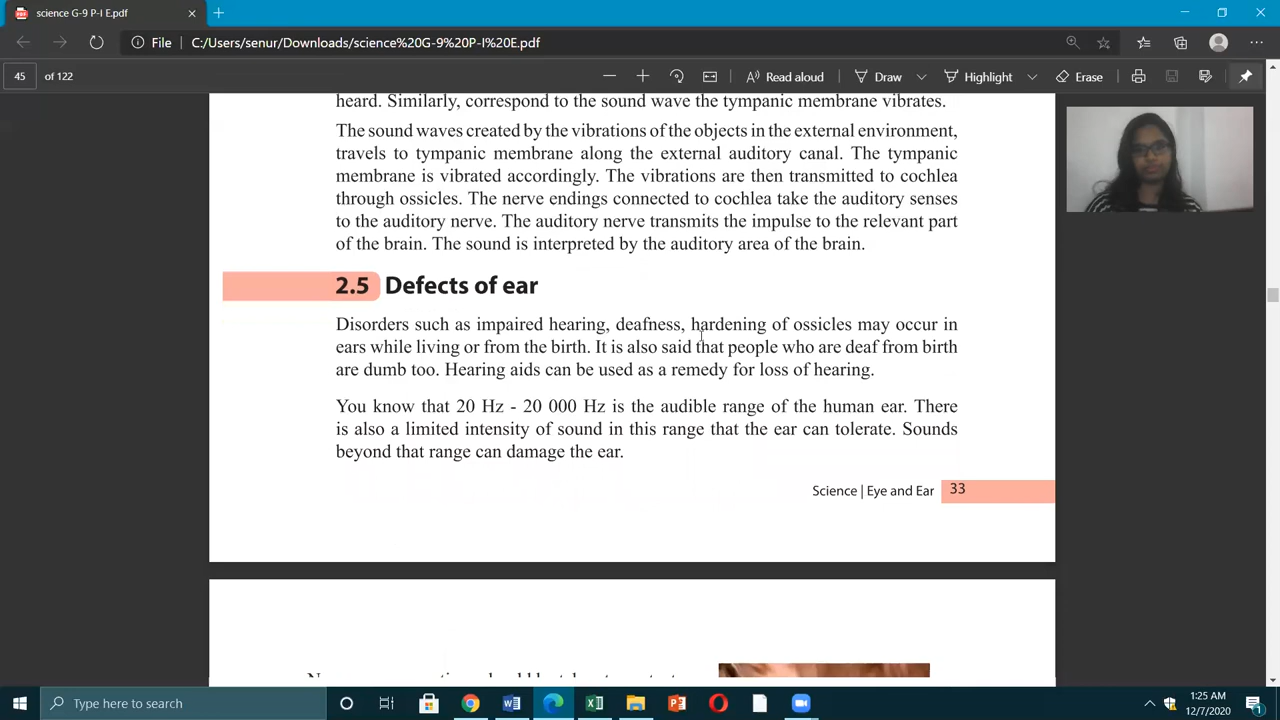 science G-9 P-I E.pdf
File
C:/Users/senur/Downloads/science%20G-9%20P-I%20E.pdf
45 of 122
Read aloud
Draw
Highlight
Erase
heard. Similarly, correspond to the sound wave the tympanic membrane vibrates.
The sound waves created by the vibrations of the objects in the external environment,
travels to tympanic membrane along the external auditory canal. The tympanic
membrane is vibrated accordingly. The vibrations are then transmitted to cochlea
through ossicles. The nerve endings connected to cochlea take the auditory senses
to the auditory nerve. The auditory nerve transmits the impulse to the relevant part
of the brain. The sound is interpreted by the auditory area of the brain.
2.5 Defects of ear
Disorders such as impaired hearing, deafness, hardening of ossicles may occur in
ears while living or from the birth. It is also said that people who are deaf from birth
are dumb too. Hearing aids can be used as a remedy for loss of hearing.
You know that 20 Hz - 20 000 Hz is the audible range of the human ear. There
is also a limited intensity of sound in this range that the ear can tolerate. Sounds
beyond that range can damage the ear.
Science | Eye and Ear 33
Type here to search
1:25 AM
12/7/2020